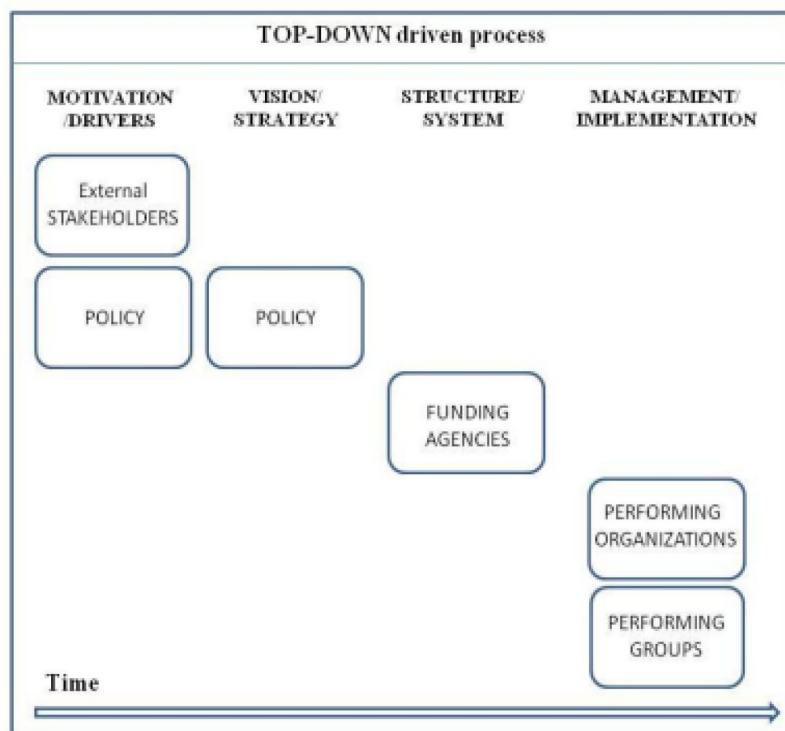 TOP-DOWN driven process
MOTIVATION
/DRIVERS
VISION/
STRATEGY
STRUCTURE/
SYSTEM
MANAGEMENT/
IMPLEMENTATION
External
STAKEHOLDERS
POLICY
POLICY
FUNDING
AGENCIES
PERFORMING
ORGANIZATIONS
PERFORMING
GROUPS
Time